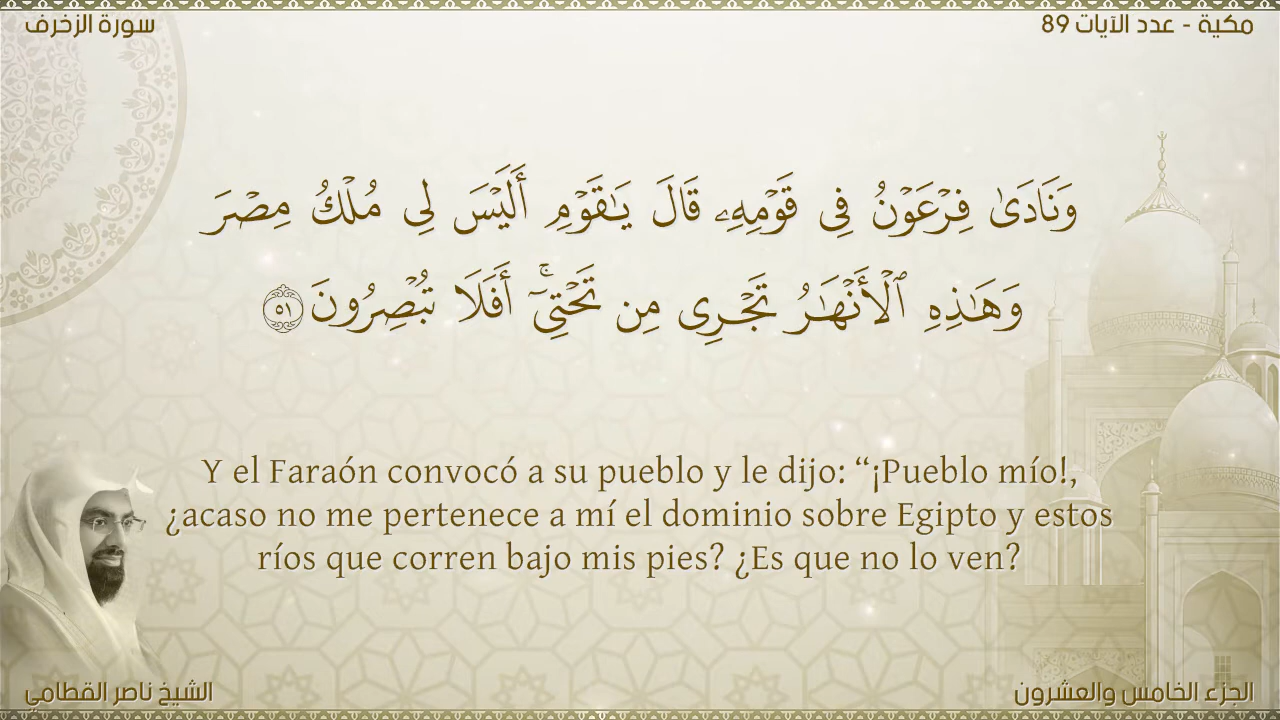 سورة الزخرف
مكية - عدد الآيات 89
وَنَادَىٰ فِرْعَوْنُ فِى قَوْمِهِۦ قَالَ يَـٰقَوْمِ أَلَيْسَ لِى مُلْكُ مِصْرَ
وَهَـٰذِهِ ٱلْأَنْهَـٰرُ تَجْرِى مِن تَحْتِىٓ ۚ أَفَلَا تُبْصِرُونَ ٥١
Y el Faraón convocó a su pueblo y le dijo: “¡Pueblo mío!,
¿acaso no me pertenece a mí el dominio sobre Egipto y estos
ríos que corren bajo mis pies? ¿Es que no lo ven?
الشيخ ناصر القطامي
الجزء الخامس والعشرون